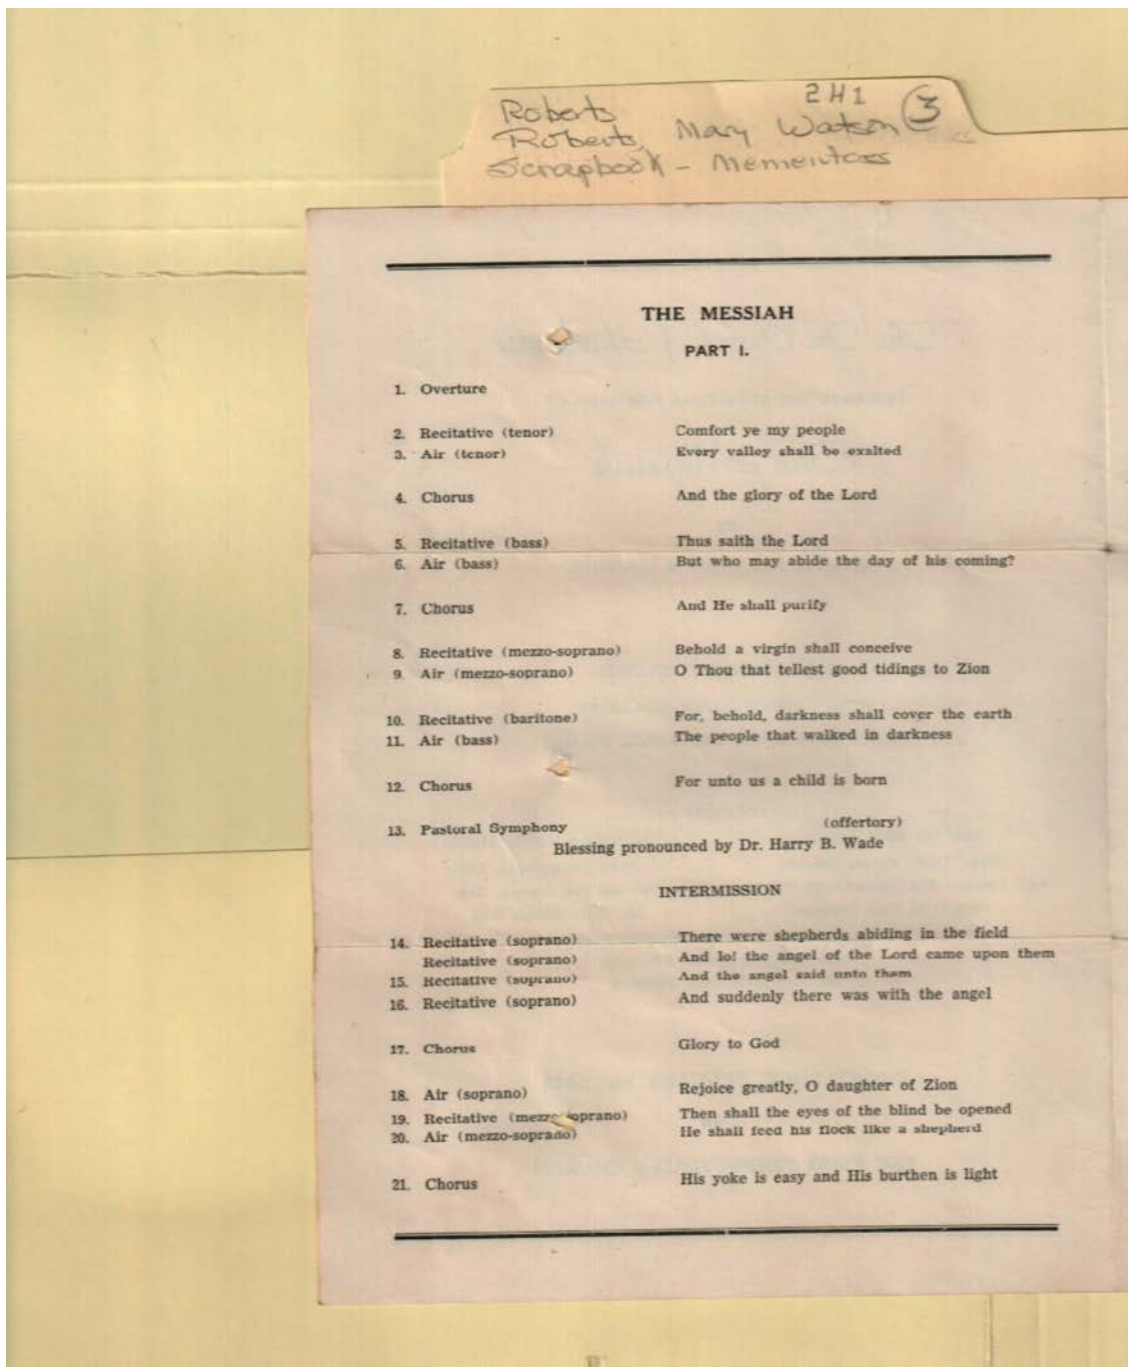 2H1 3
Roberts
Roberts, Mary Watson
Scrapbook - Mementoes
THE MESSIAH
PART I.
1. Overture
2. Recitative (tenor) Comfort ye my people
3. Air (tenor) Every valley shall be exalted
4. Chorus And the glory of the Lord
5. Recitative (bass) Thus saith the Lord
6. Air (bass) But who may abide the day of his coming?
7. Chorus And He shall purify
8. Recitative (mezzo-soprano) Behold a virgin shall conceive
9. Air (mezzo-soprano) O Thou that tellest good tidings to Zion
10. Recitative (baritone) For, behold, darkness shall cover the earth
11. Air (bass) The people that walked in darkness
12. Chorus For unto us a child is born
13. Pastoral Symphony (offertory)
Blessing pronounced by Dr. Harry B. Wade
INTERMISSION
14. Recitative (soprano) There were shepherds abiding in the field
Recitative (soprano) And lo! the angel of the Lord came upon them
15. Recitative (soprano) And the angel said unto them
16. Recitative (soprano) And suddenly there was with the angel
17. Chorus Glory to God
18. Air (soprano) Rejoice greatly, O daughter of Zion
19. Recitative (mezzo-soprano) Then shall the eyes of the blind be opened
20. Air (mezzo-soprano) He shall feed his flock like a shepherd
21. Chorus His yoke is easy and His burthen is light